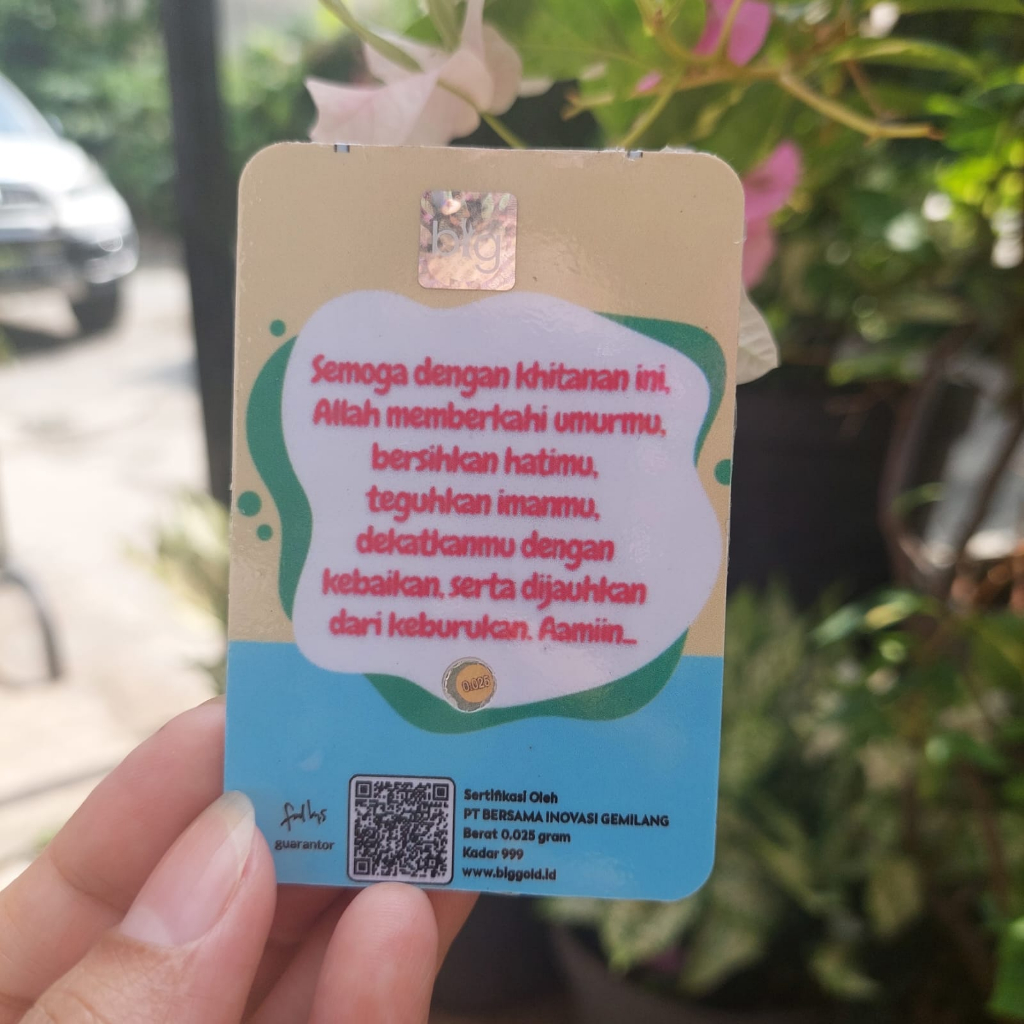 big
Semoga dengan khitanan ini,
Allah memberkahi umurmu,
bersihkan hatimu,
teguhkan imanmu,
dekatkanmu dengan
kebaikan, serta dijauhkan
dari keburukan. Aamiin...
0.025
guarantor
Sertifikasi Oleh
PT BERSAMA INOVASI GEMILANG
Berat 0,025 gram
Kadar 999
www.biggold.id